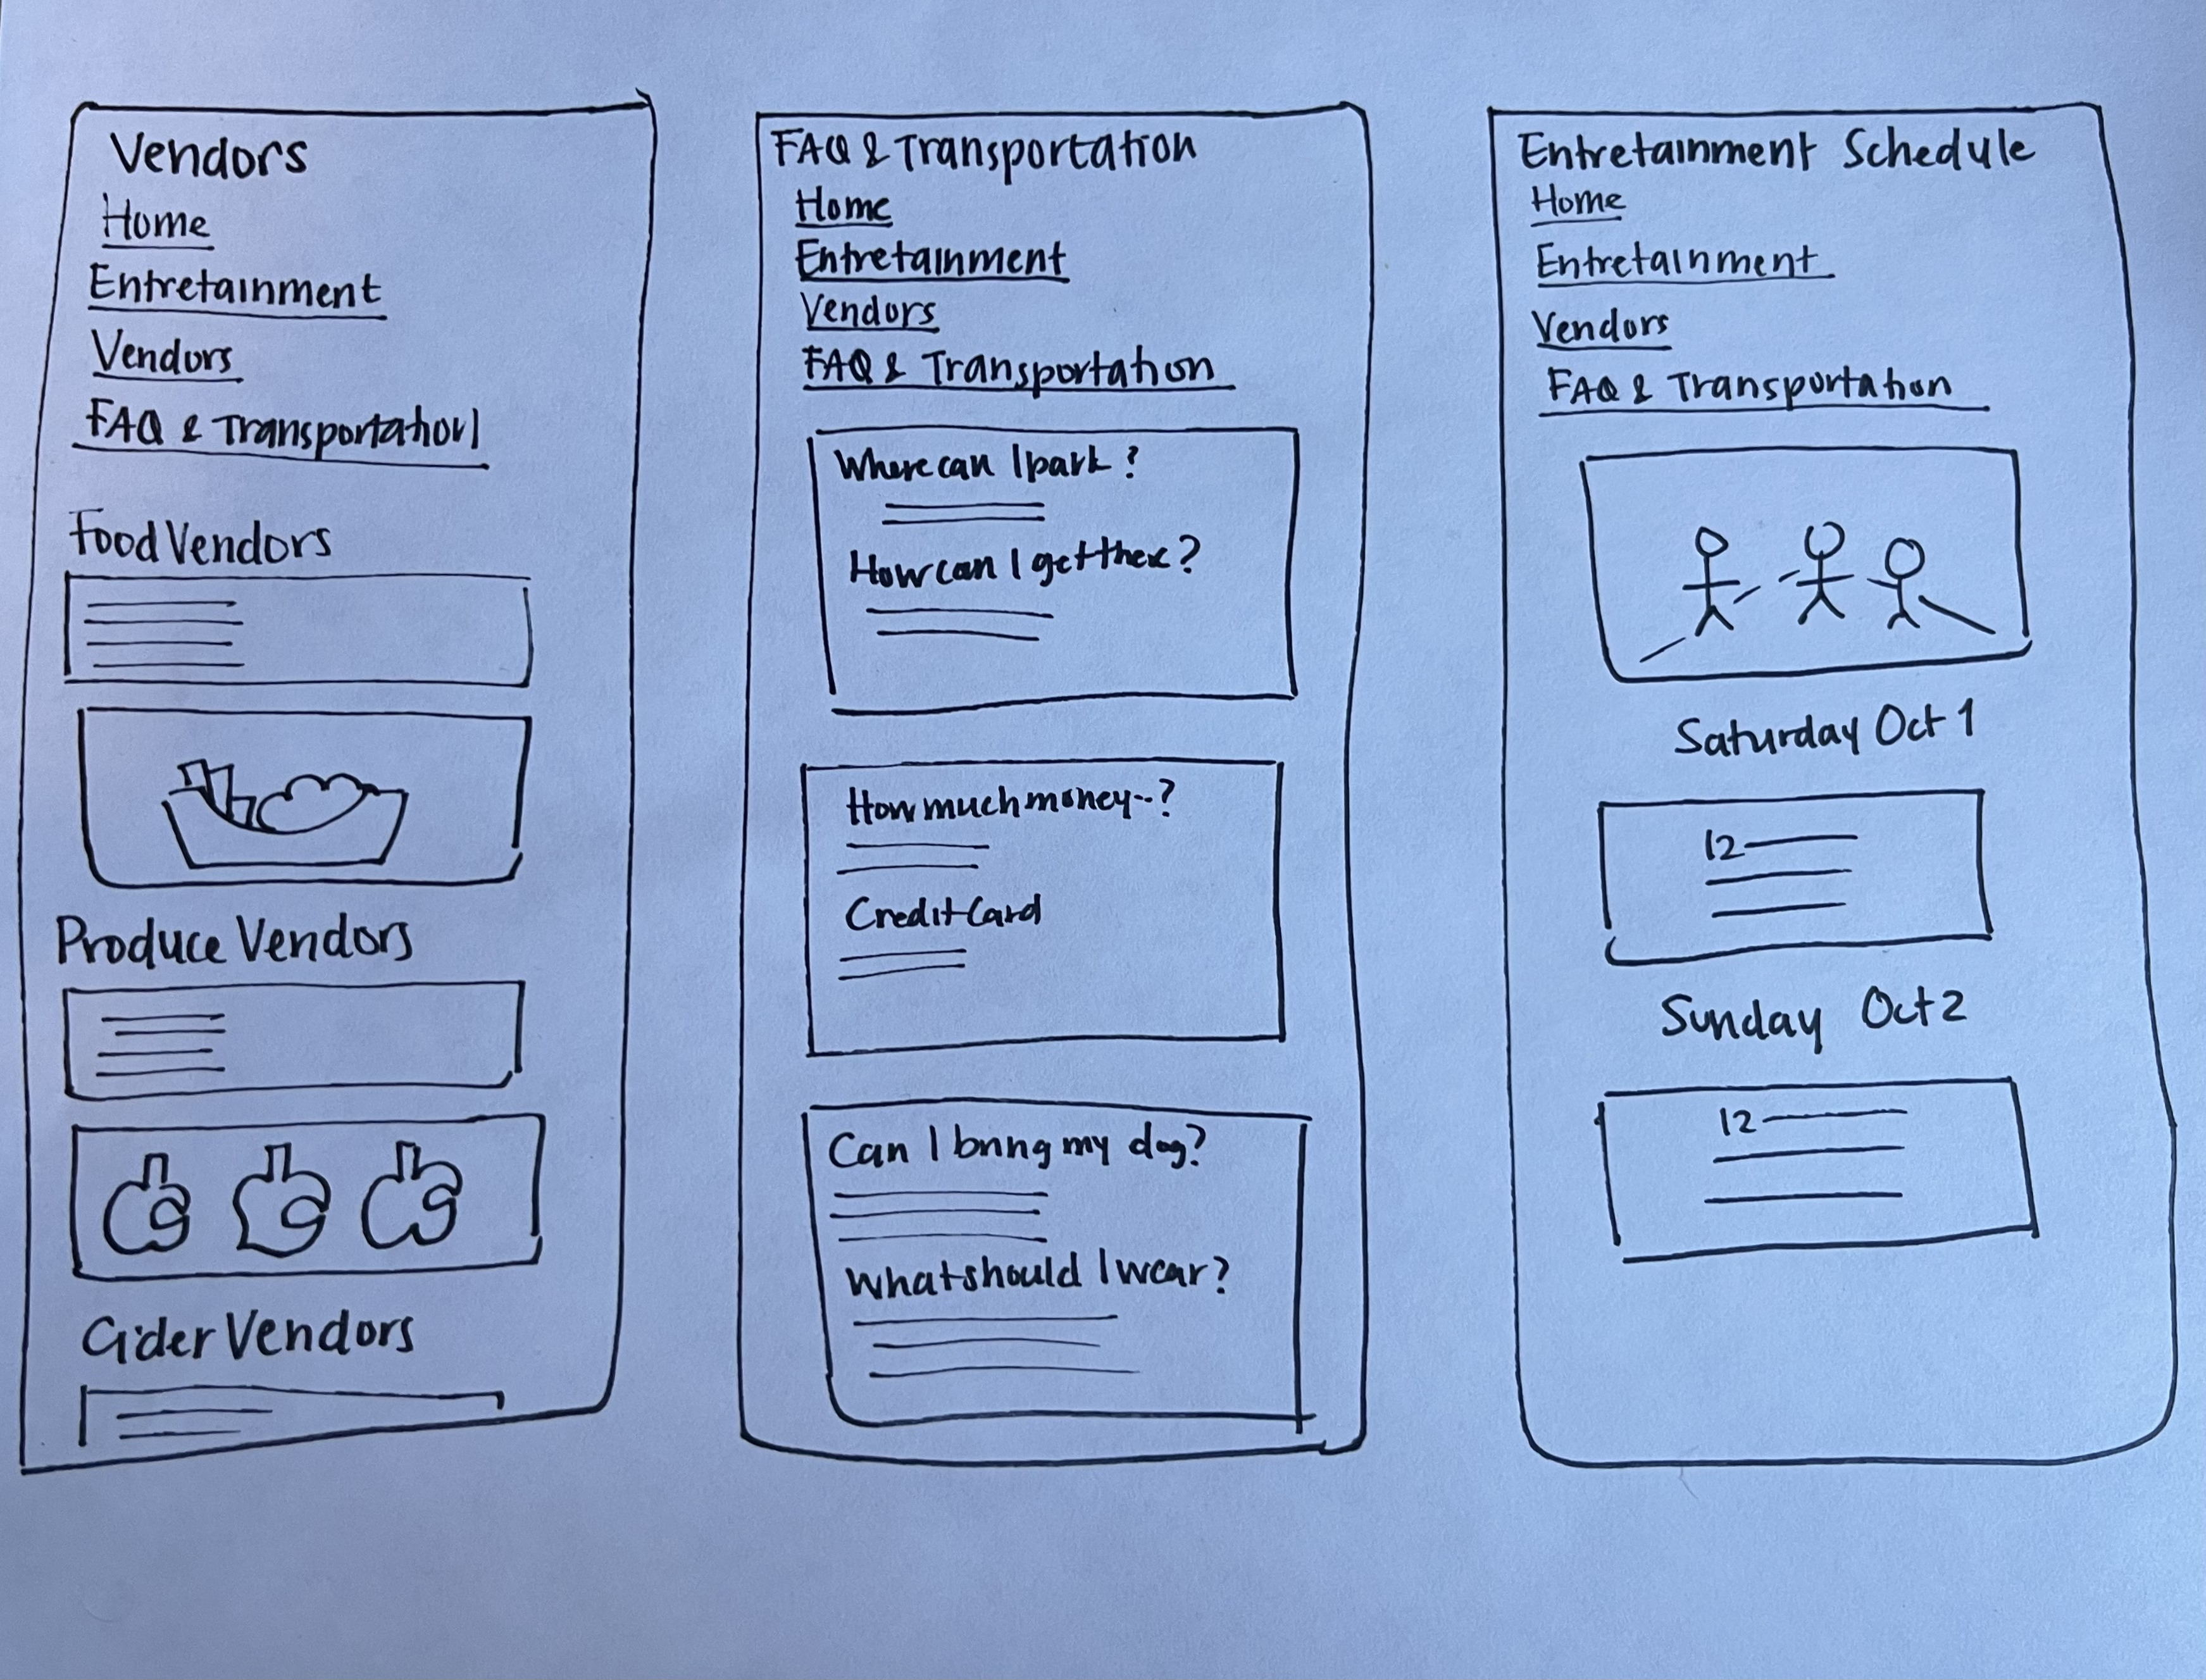 Vendors
Home
Entretainment
Vendors
FAQ & Transportation
Food Vendors
Produce Vendors
Cider Vendors
FAQ & Transportation
Home
Entretainment
Vendors
FAQ & Transportation
Where can I park?
How can I get there?
How much money--?
Credit Card
Can I bring my dog?
What should I wear?
Entretainment Schedule
Home
Entretainment
Vendors
FAQ & Transportation
Saturday Oct 1
12
Sunday Oct 2
12